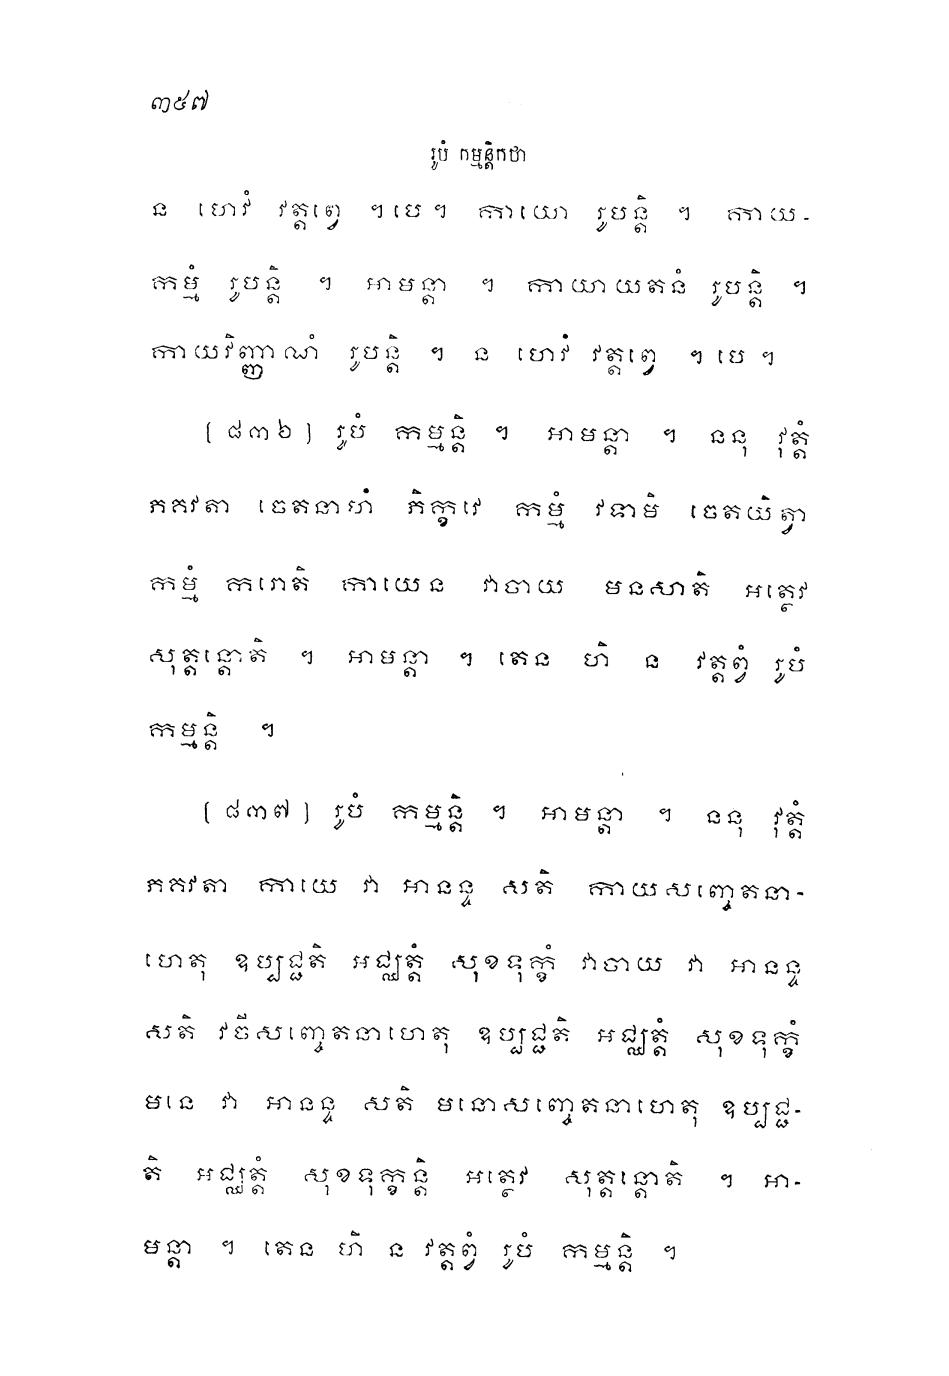 ៣៥៧
រូបំ កម្មន្តិកថា
ន ហេវំ វត្តព្វេ ។បេ។ កាយោ រូបន្តិ ។ កាយ-
កម្មំ រូបន្តិ ។ អាមន្តា ។ កាយាយតនំ រូបន្តិ ។
កាយវិញ្ញាណំ រូបន្តិ ។ ន ហេវំ វត្តព្វេ ។បេ។
[៨៣៦] រូបំ កម្មន្តិ ។ អាមន្តា ។ ននុ វុត្តំ
ភគវតា ចេតនាហំ ភិក្ខវេ កម្មំ វទាមិ ចេតយិត្វា
កម្មំ ករោតិ កាយេន វាចាយ មនសាតិ អត្ថេវ
សុត្តន្តោតិ ។ អាមន្តា ។ តេន ហិ ន វត្តព្វំ រូបំ
កម្មន្តិ ។
[៨៣៧] រូបំ កម្មន្តិ ។ អាមន្តា ។ ននុ វុត្តំ
ភគវតា កាយេ វា អានន្ទ សតិ កាយសញ្ចេតនា-
ហេតុ ឧប្បជ្ជតិ អជ្ឈត្តំ សុខទុក្ខំ វាចាយ វា អានន្ទ
សតិ វចីសញ្ចេតនាហេតុ ឧប្បជ្ជតិ អជ្ឈត្តំ សុខទុក្ខំ
មនេ វា អានន្ទ សតិ មនោសញ្ចេតនាហេតុ ឧប្បជ្ជ-
តិ អជ្ឈត្តំ សុខទុក្ខន្តិ អត្ថេវ សុត្តន្តោតិ ។ អា-
មន្តា ។ តេន ហិ ន វត្តព្វំ រូបំ កម្មន្តិ ។